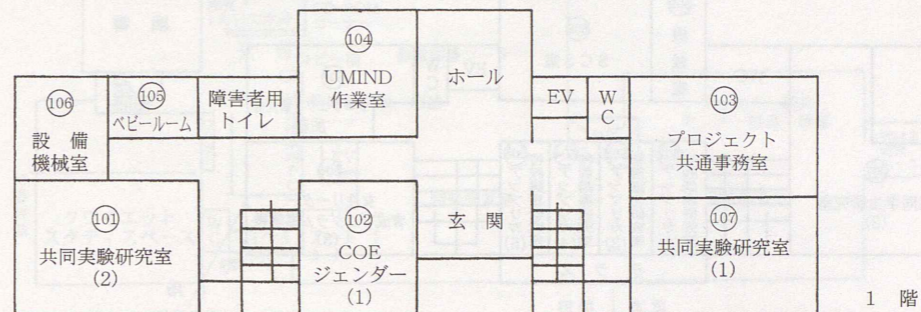 104
UMIND
作業室
ホール
106
設備
機械室
105
ベビールーム
障害者用
トイレ
EV
WC
103
プロジェクト
共通事務室
101
共同実験研究室
(2)
102
COE
ジェンダー
(1)
玄関
107
共同実験研究室
(1)
1 階